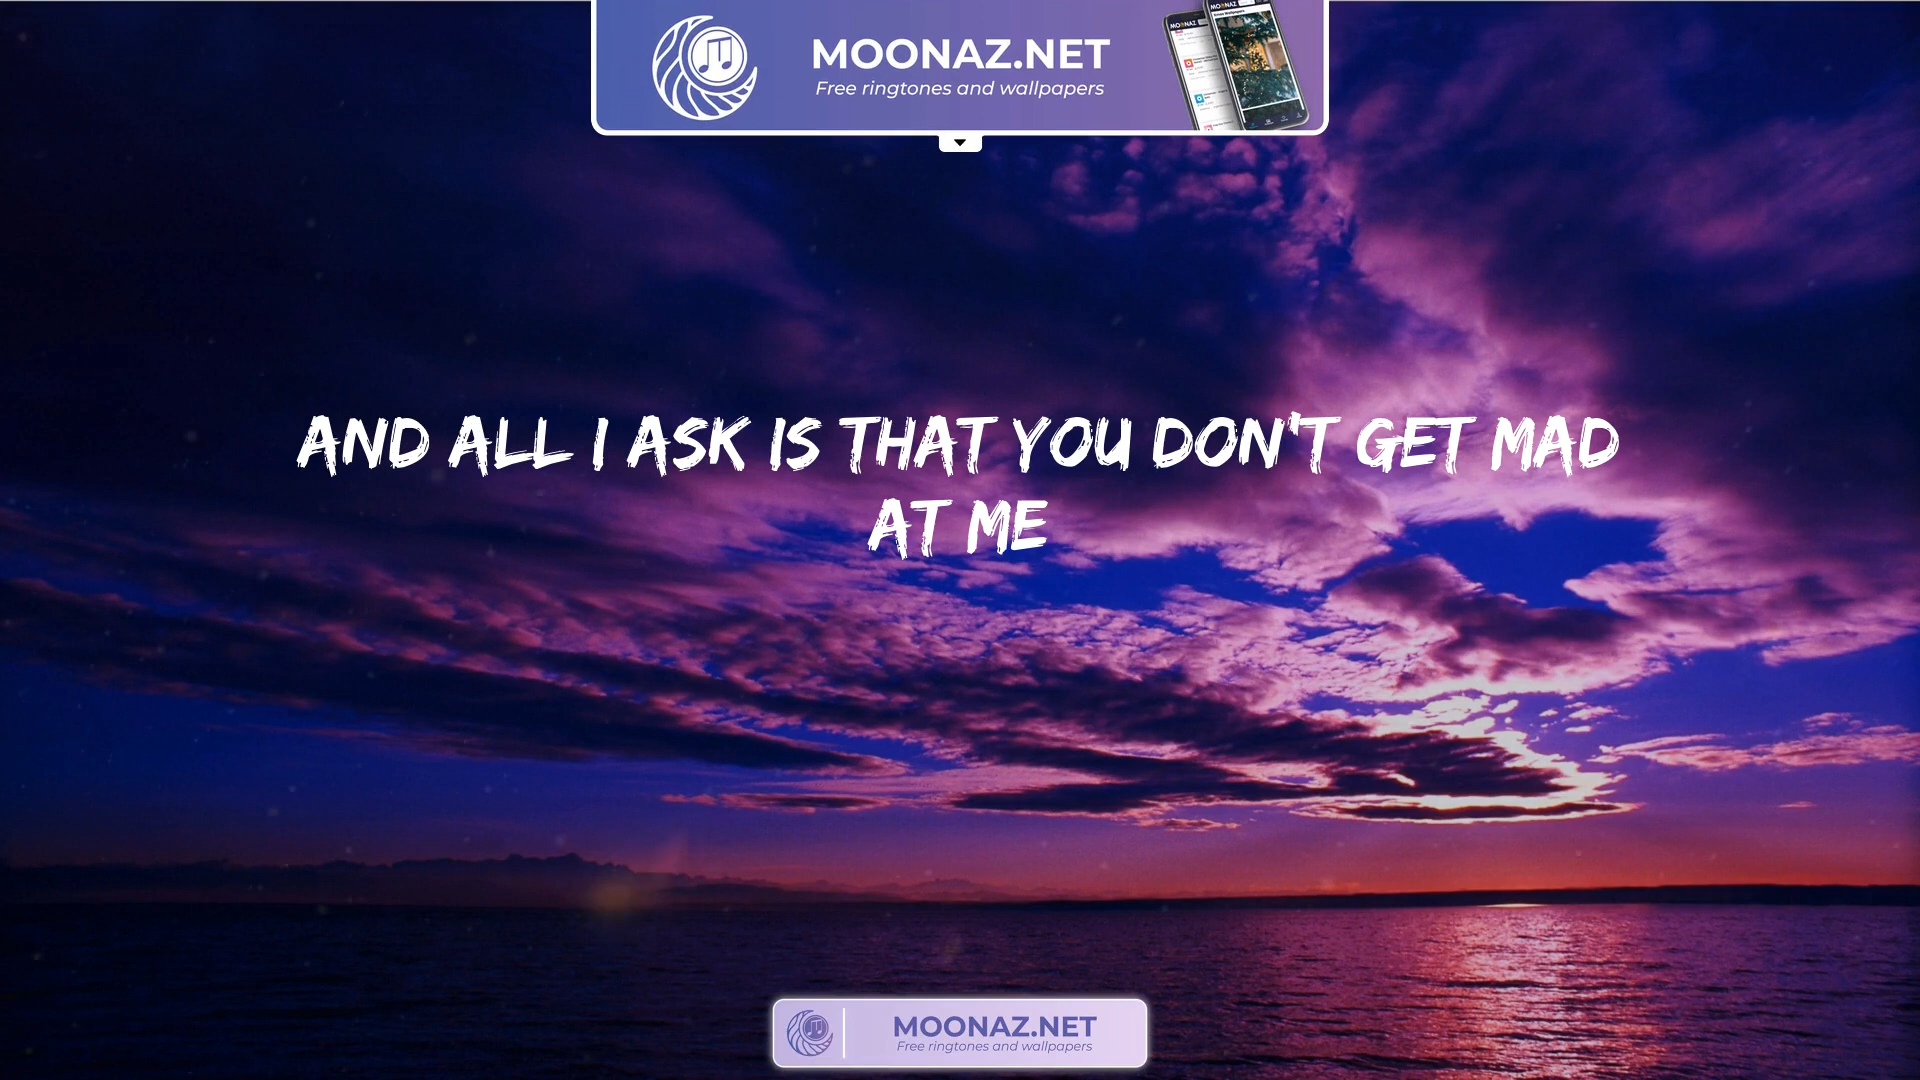 MOONAZ.NET
Free ringtones and wallpapers
AND ALL I ASK IS THAT YOU DON'T GET MAD
AT ME
MOONAZ.NET
Free ringtones and wallpapers